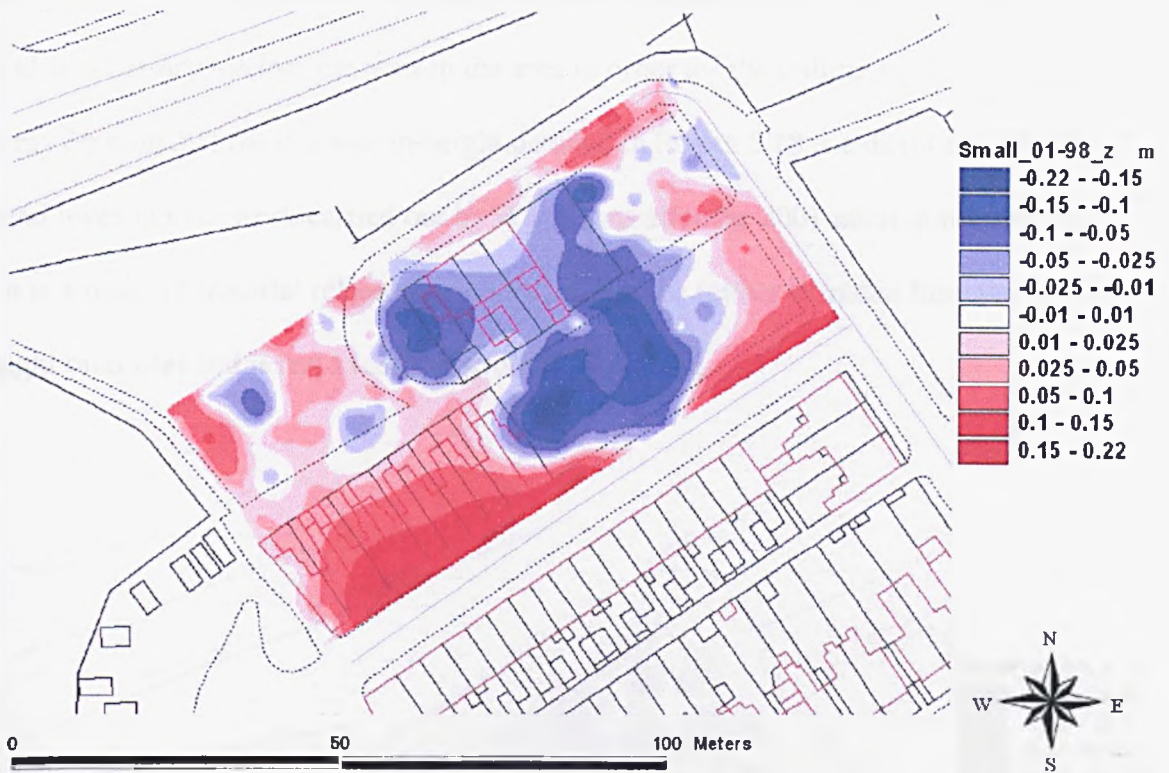 Small_01-98_z m
-0.22 - -0.15
-0.15 - -0.1
-0.1 - -0.05
-0.05 - -0.025
-0.025 - -0.01
-0.01 - 0.01
0.01 - 0.025
0.025 - 0.05
0.05 - 0.1
0.1 - 0.15
0.15 - 0.22
N
W E
S
0 50 100 Meters